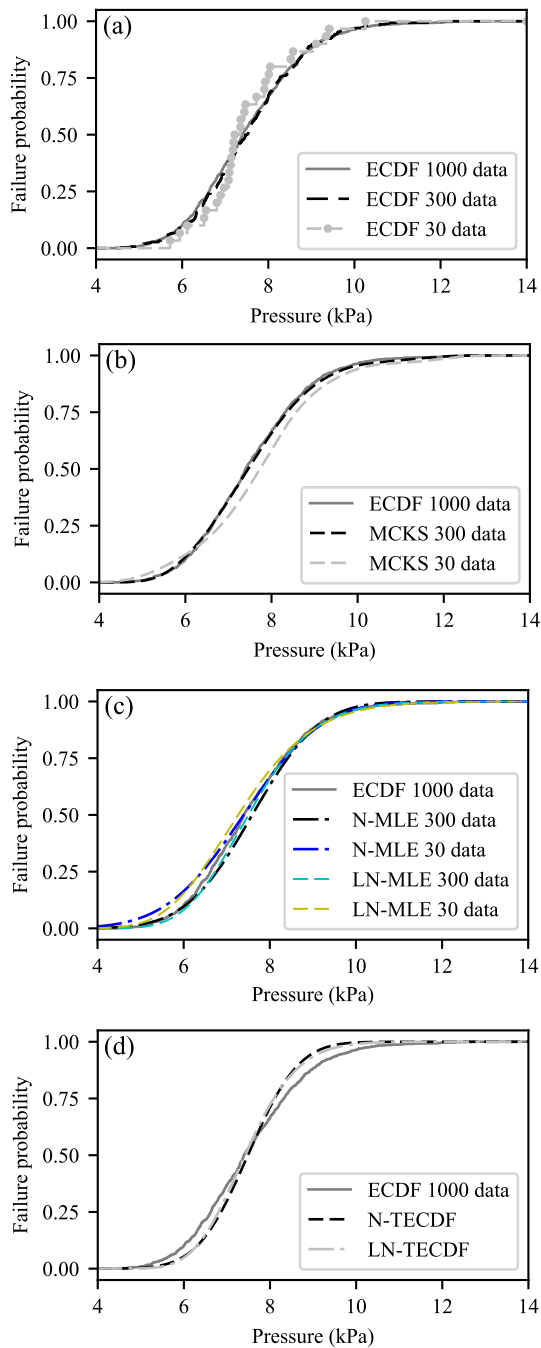 (a)
Failure probability
1.00
0.75
0.50
0.25
0.00
ECDF 1000 data
ECDF 300 data
ECDF 30 data
4 6 8 10 12 14
Pressure (kPa)
(b)
Failure probability
1.00
0.75
0.50
0.25
0.00
ECDF 1000 data
MCKS 300 data
MCKS 30 data
4 6 8 10 12 14
Pressure (kPa)
(c)
Failure probability
1.00
0.75
0.50
0.25
0.00
ECDF 1000 data
N-MLE 300 data
N-MLE 30 data
LN-MLE 300 data
LN-MLE 30 data
4 6 8 10 12 14
Pressure (kPa)
(d)
Failure probability
1.00
0.75
0.50
0.25
0.00
ECDF 1000 data
N-TECDF
LN-TECDF
4 6 8 10 12 14
Pressure (kPa)